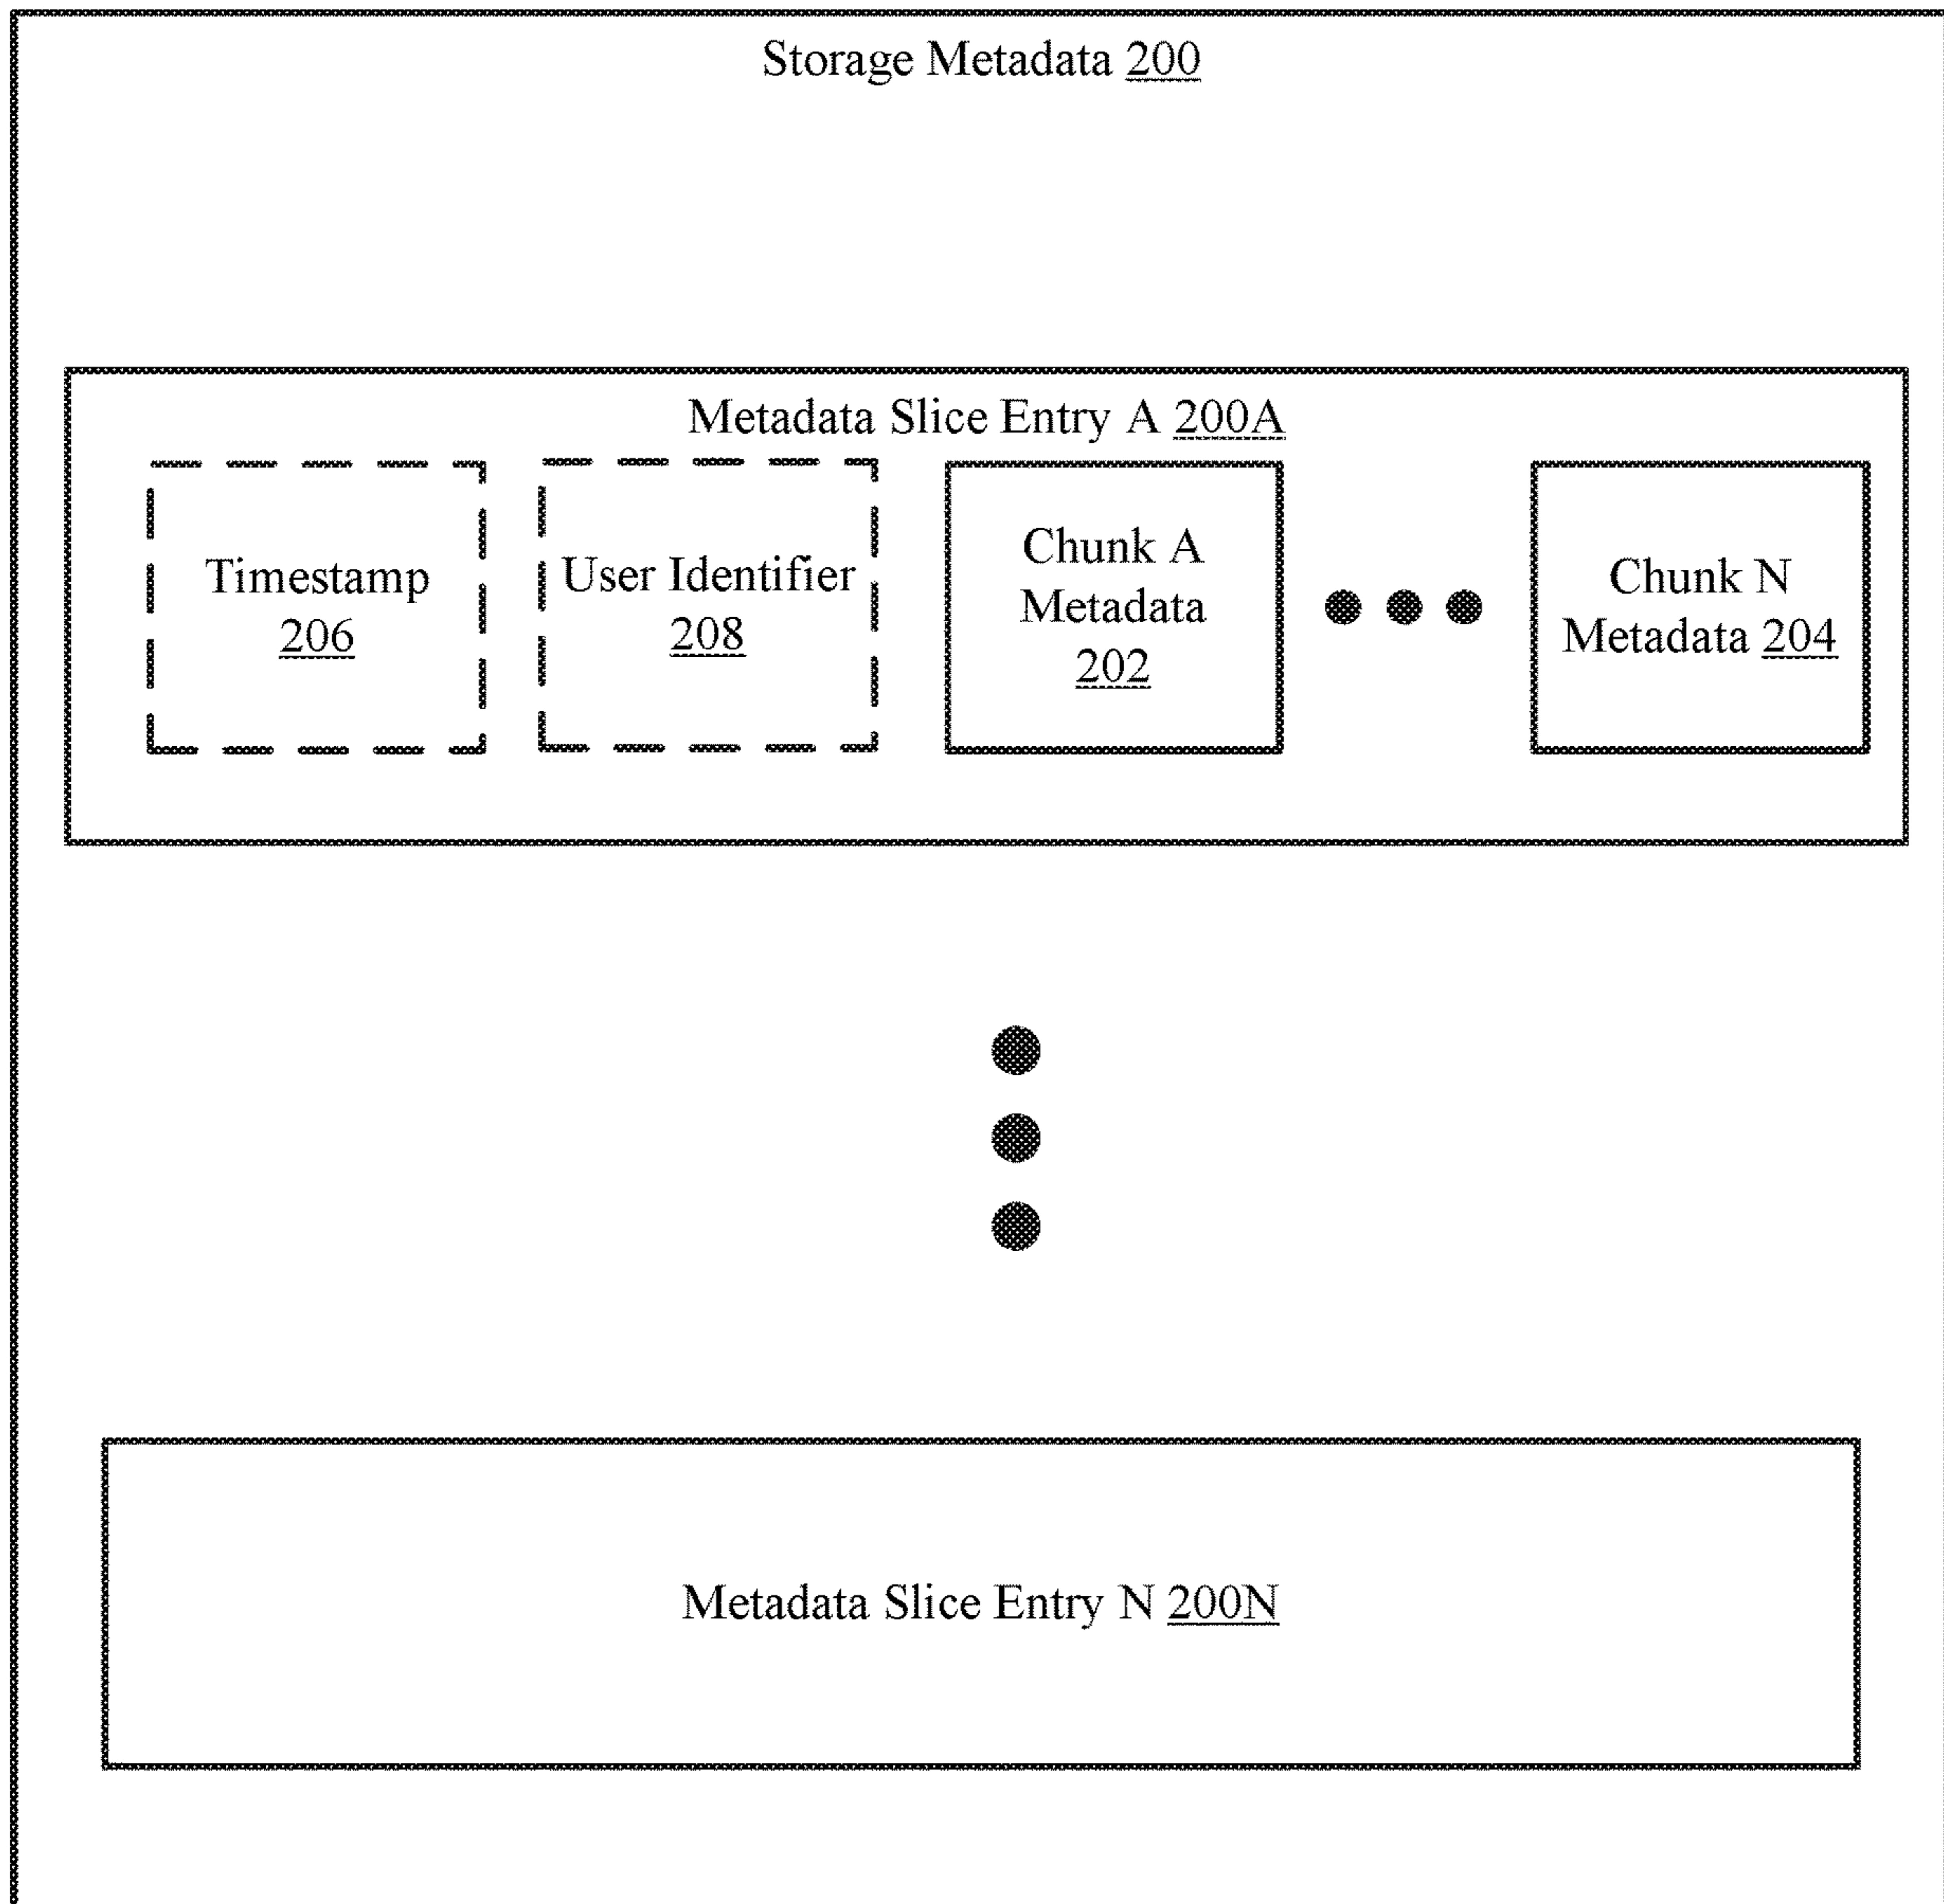 Storage Metadata 200
Metadata Slice Entry A 200A
Timestamp
206
User Identifier
208
Chunk A
Metadata
202
Chunk N
Metadata 204
Metadata Slice Entry N 200N